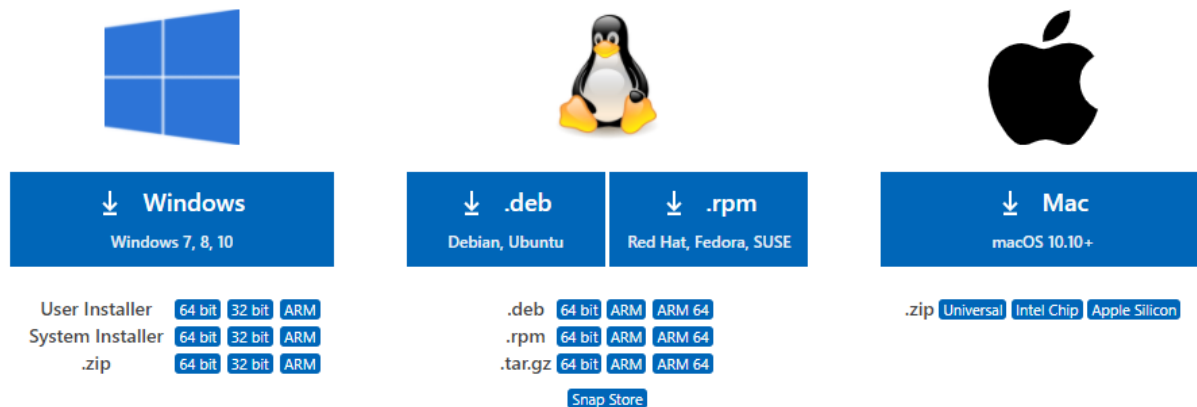 Windows
Windows 7, 8, 10
User Installer 64 bit 32 bit ARM
System Installer 64 bit 32 bit ARM
.zip 64 bit 32 bit ARM
.deb
Debian, Ubuntu
.rpm
Red Hat, Fedora, SUSE
.deb 64 bit ARM ARM 64
.rpm 64 bit ARM ARM 64
.tar.gz 64 bit ARM ARM 64
Snap Store
Mac
macOS 10.10+
.zip Universal Intel Chip Apple Silicon